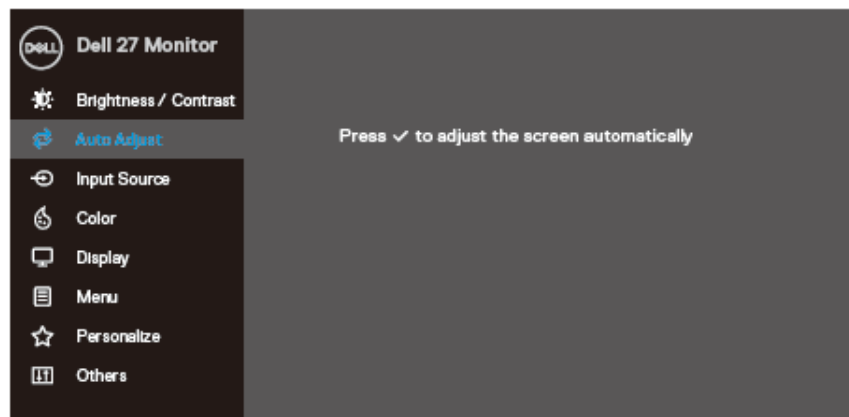 DELL Dell 27 Monitor
Brightness / Contrast
Auto Adjust Press ✓ to adjust the screen automatically
Input Source
Color
Display
Menu
Personalize
Others